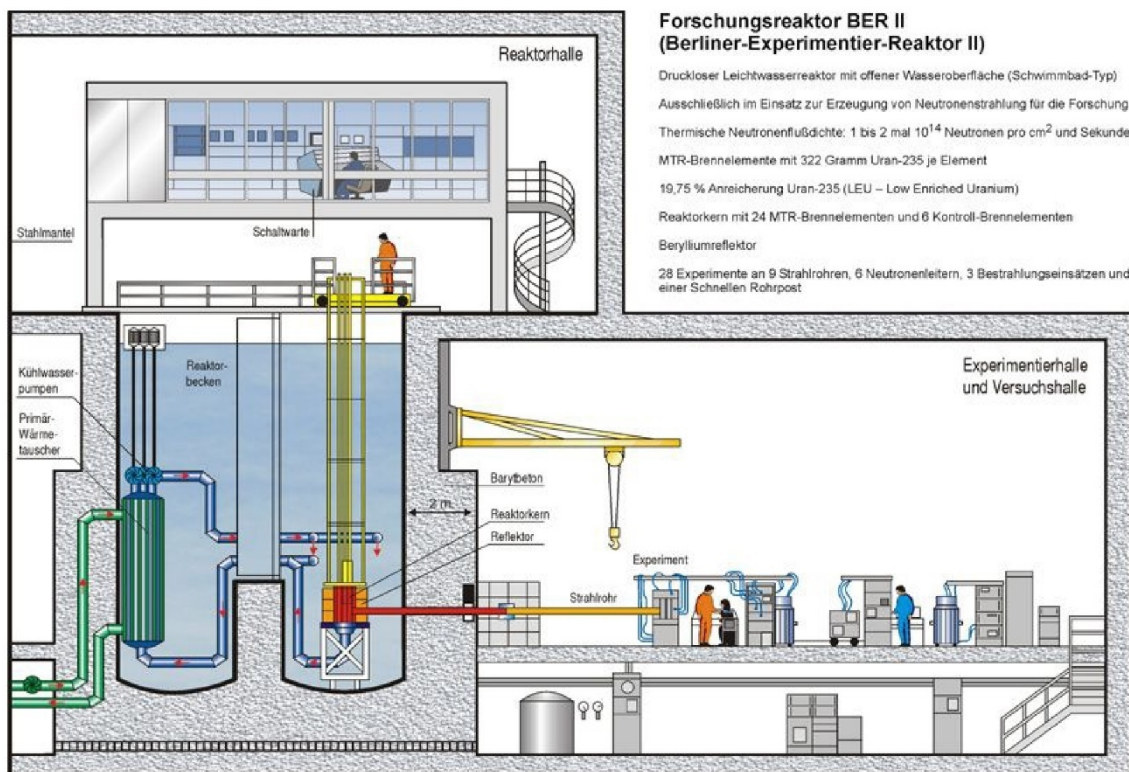 Forschungsreaktor BER II
(Berliner-Experimentier-Reaktor II)
Druckloser Leichtwasserreaktor mit offener Wasseroberfläche (Schwimmbad-Typ)
Ausschließlich im Einsatz zur Erzeugung von Neutronenstrahlung für die Forschung
Thermische Neutronenflußdichte: 1 bis 2 mal 10¹⁴ Neutronen pro cm² und Sekunde
MTR-Brennelemente mit 322 Gramm Uran-235 je Element
19,75 % Anreicherung Uran-235 (LEU – Low Enriched Uranium)
Reaktorkern mit 24 MTR-Brennelementen und 6 Kontroll-Brennelementen
Berylliumreflektor
28 Experimente an 9 Strahlrohren, 6 Neutronenleitern, 3 Bestrahlungseinsätzen und
einer Schnellen Rohrpost
Reaktorhalle
Stahlmantel
Schaltwarte
Kühlwasser-
pumpen
Primär-
Wärme-
tauscher
Reaktor-
becken
Barytbeton
2 m
Reaktorkern
Reflektor
Strahlrohr
Experiment
Experimentierhalle
und Versuchshalle